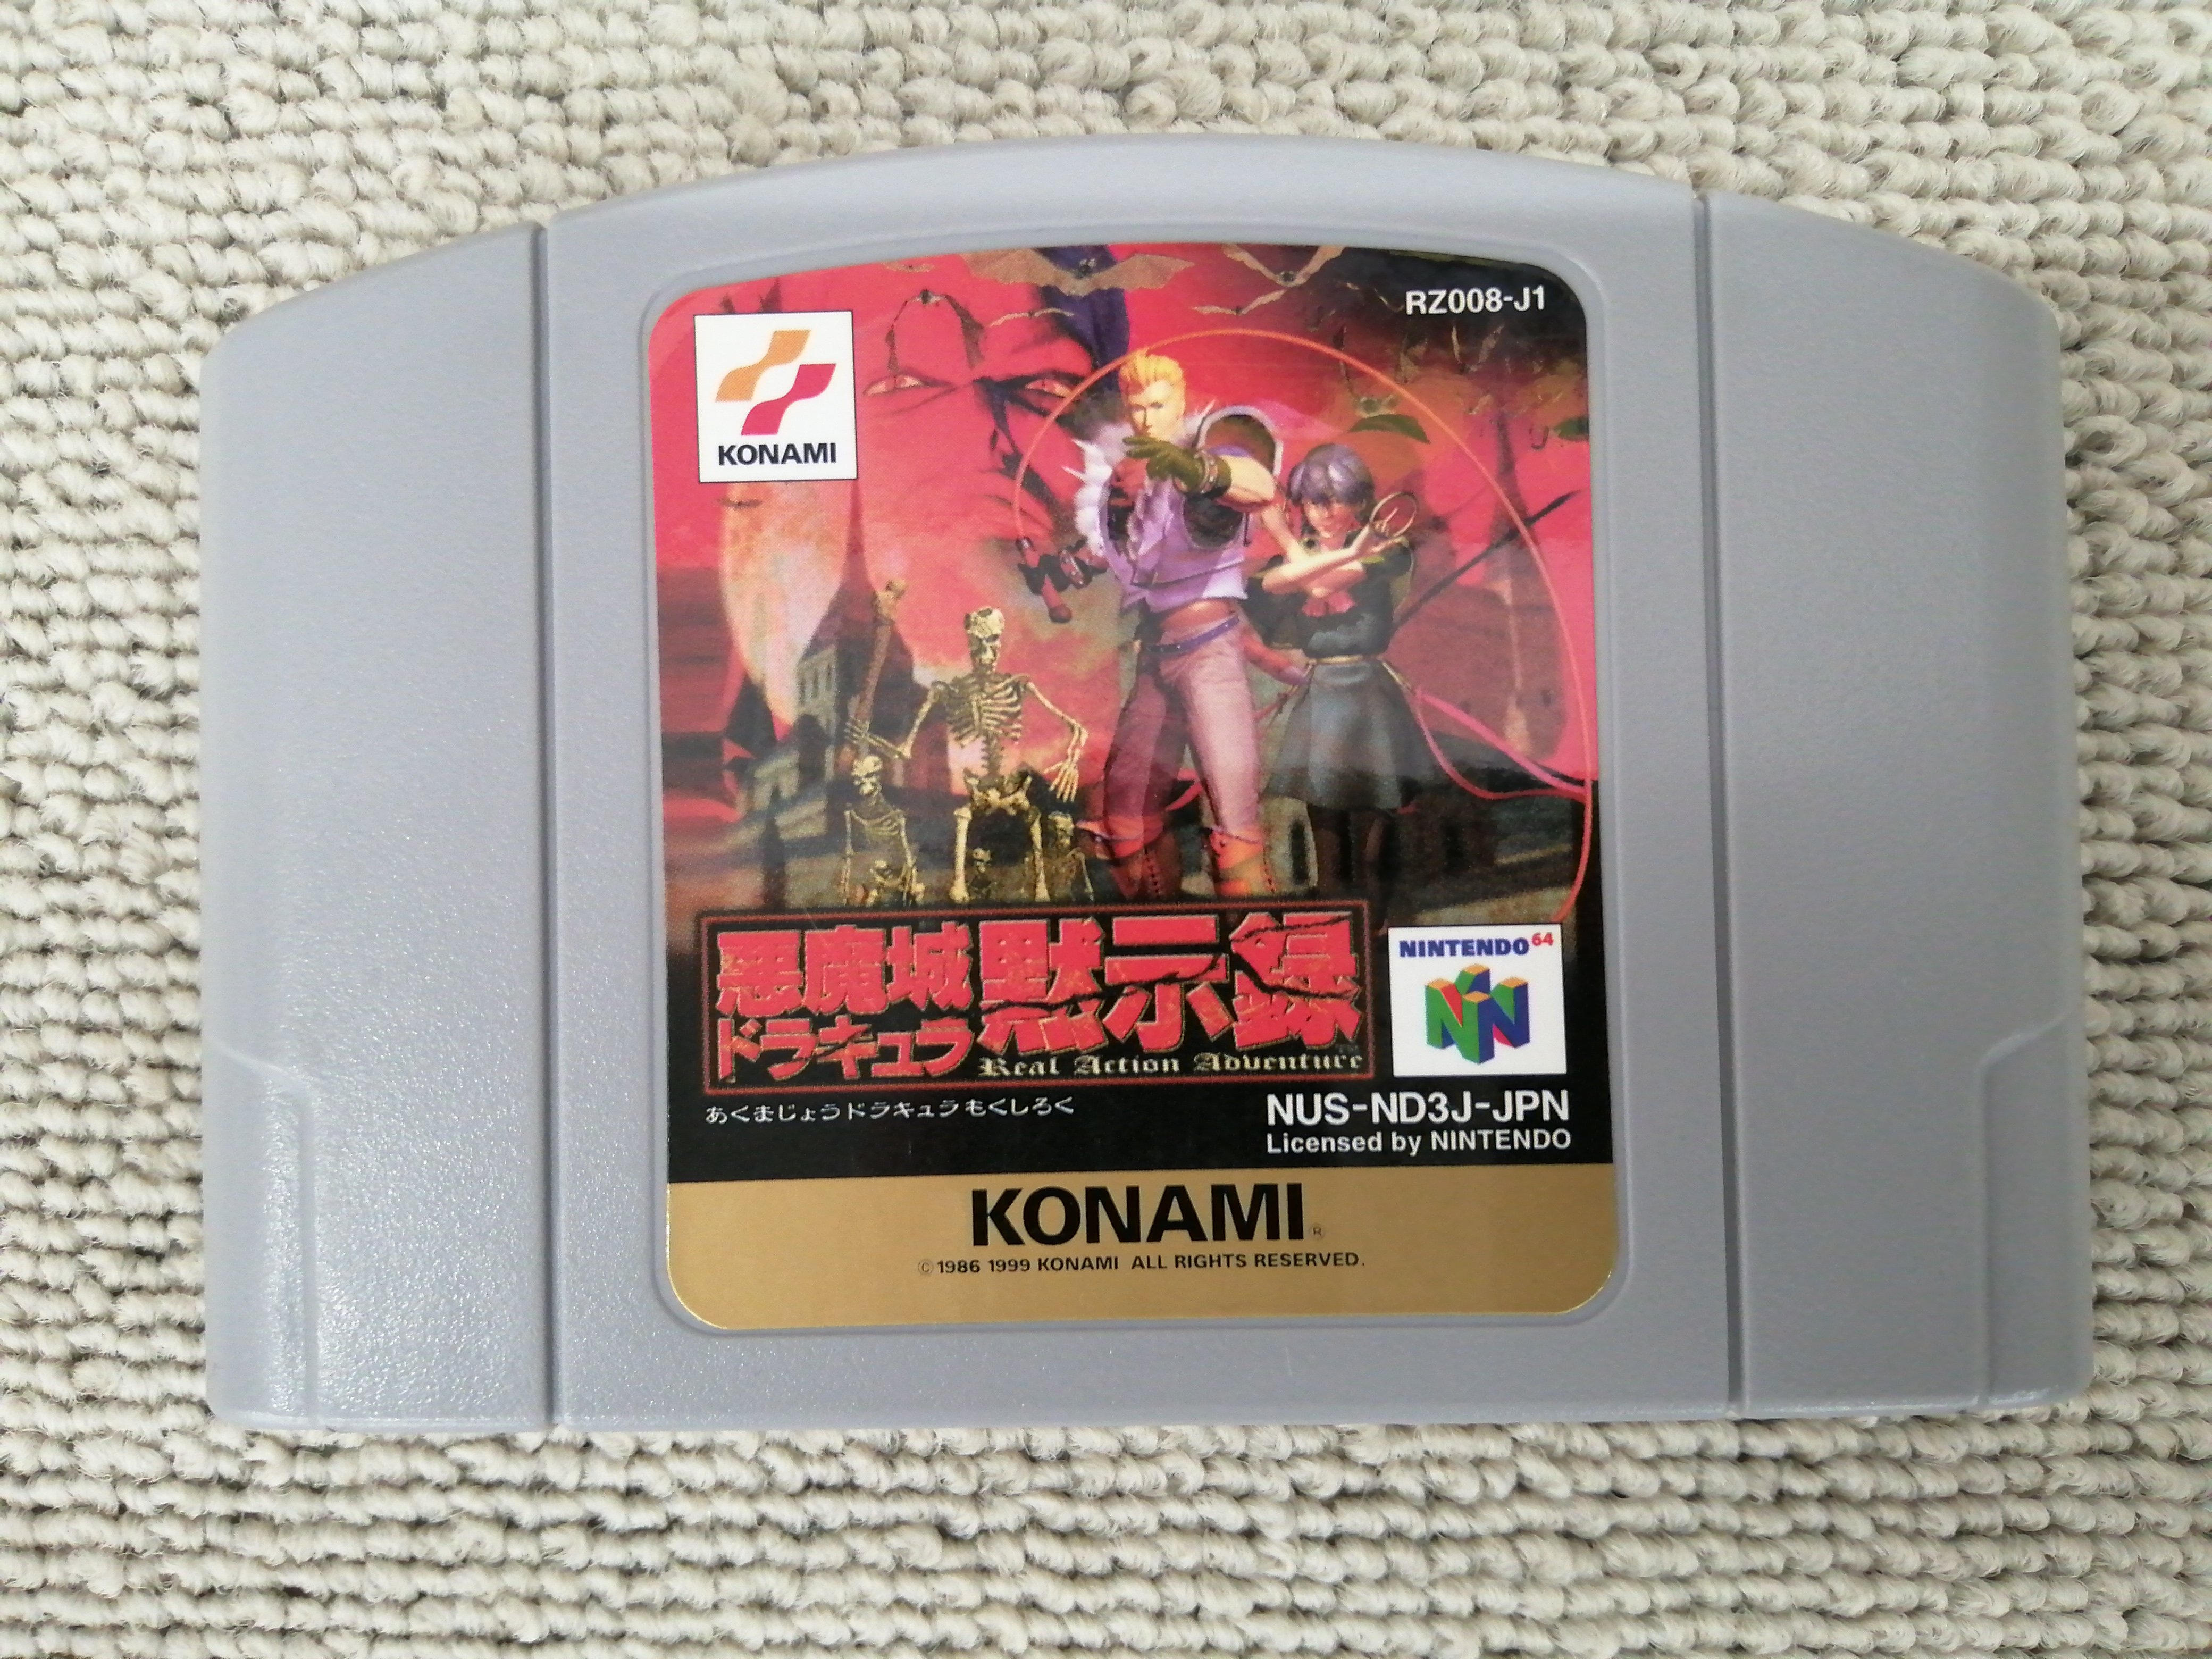 RZ008-J1
KONAMI
悪魔城 黙示録
ドラキュラ
Real Action Adventure
NINTENDO 64
あくまじょうドラキュラもくしろく
NUS-ND3J-JPN
Licensed by NINTENDO
KONAMI®
©1986 1999 KONAMI ALL RIGHTS RESERVED.